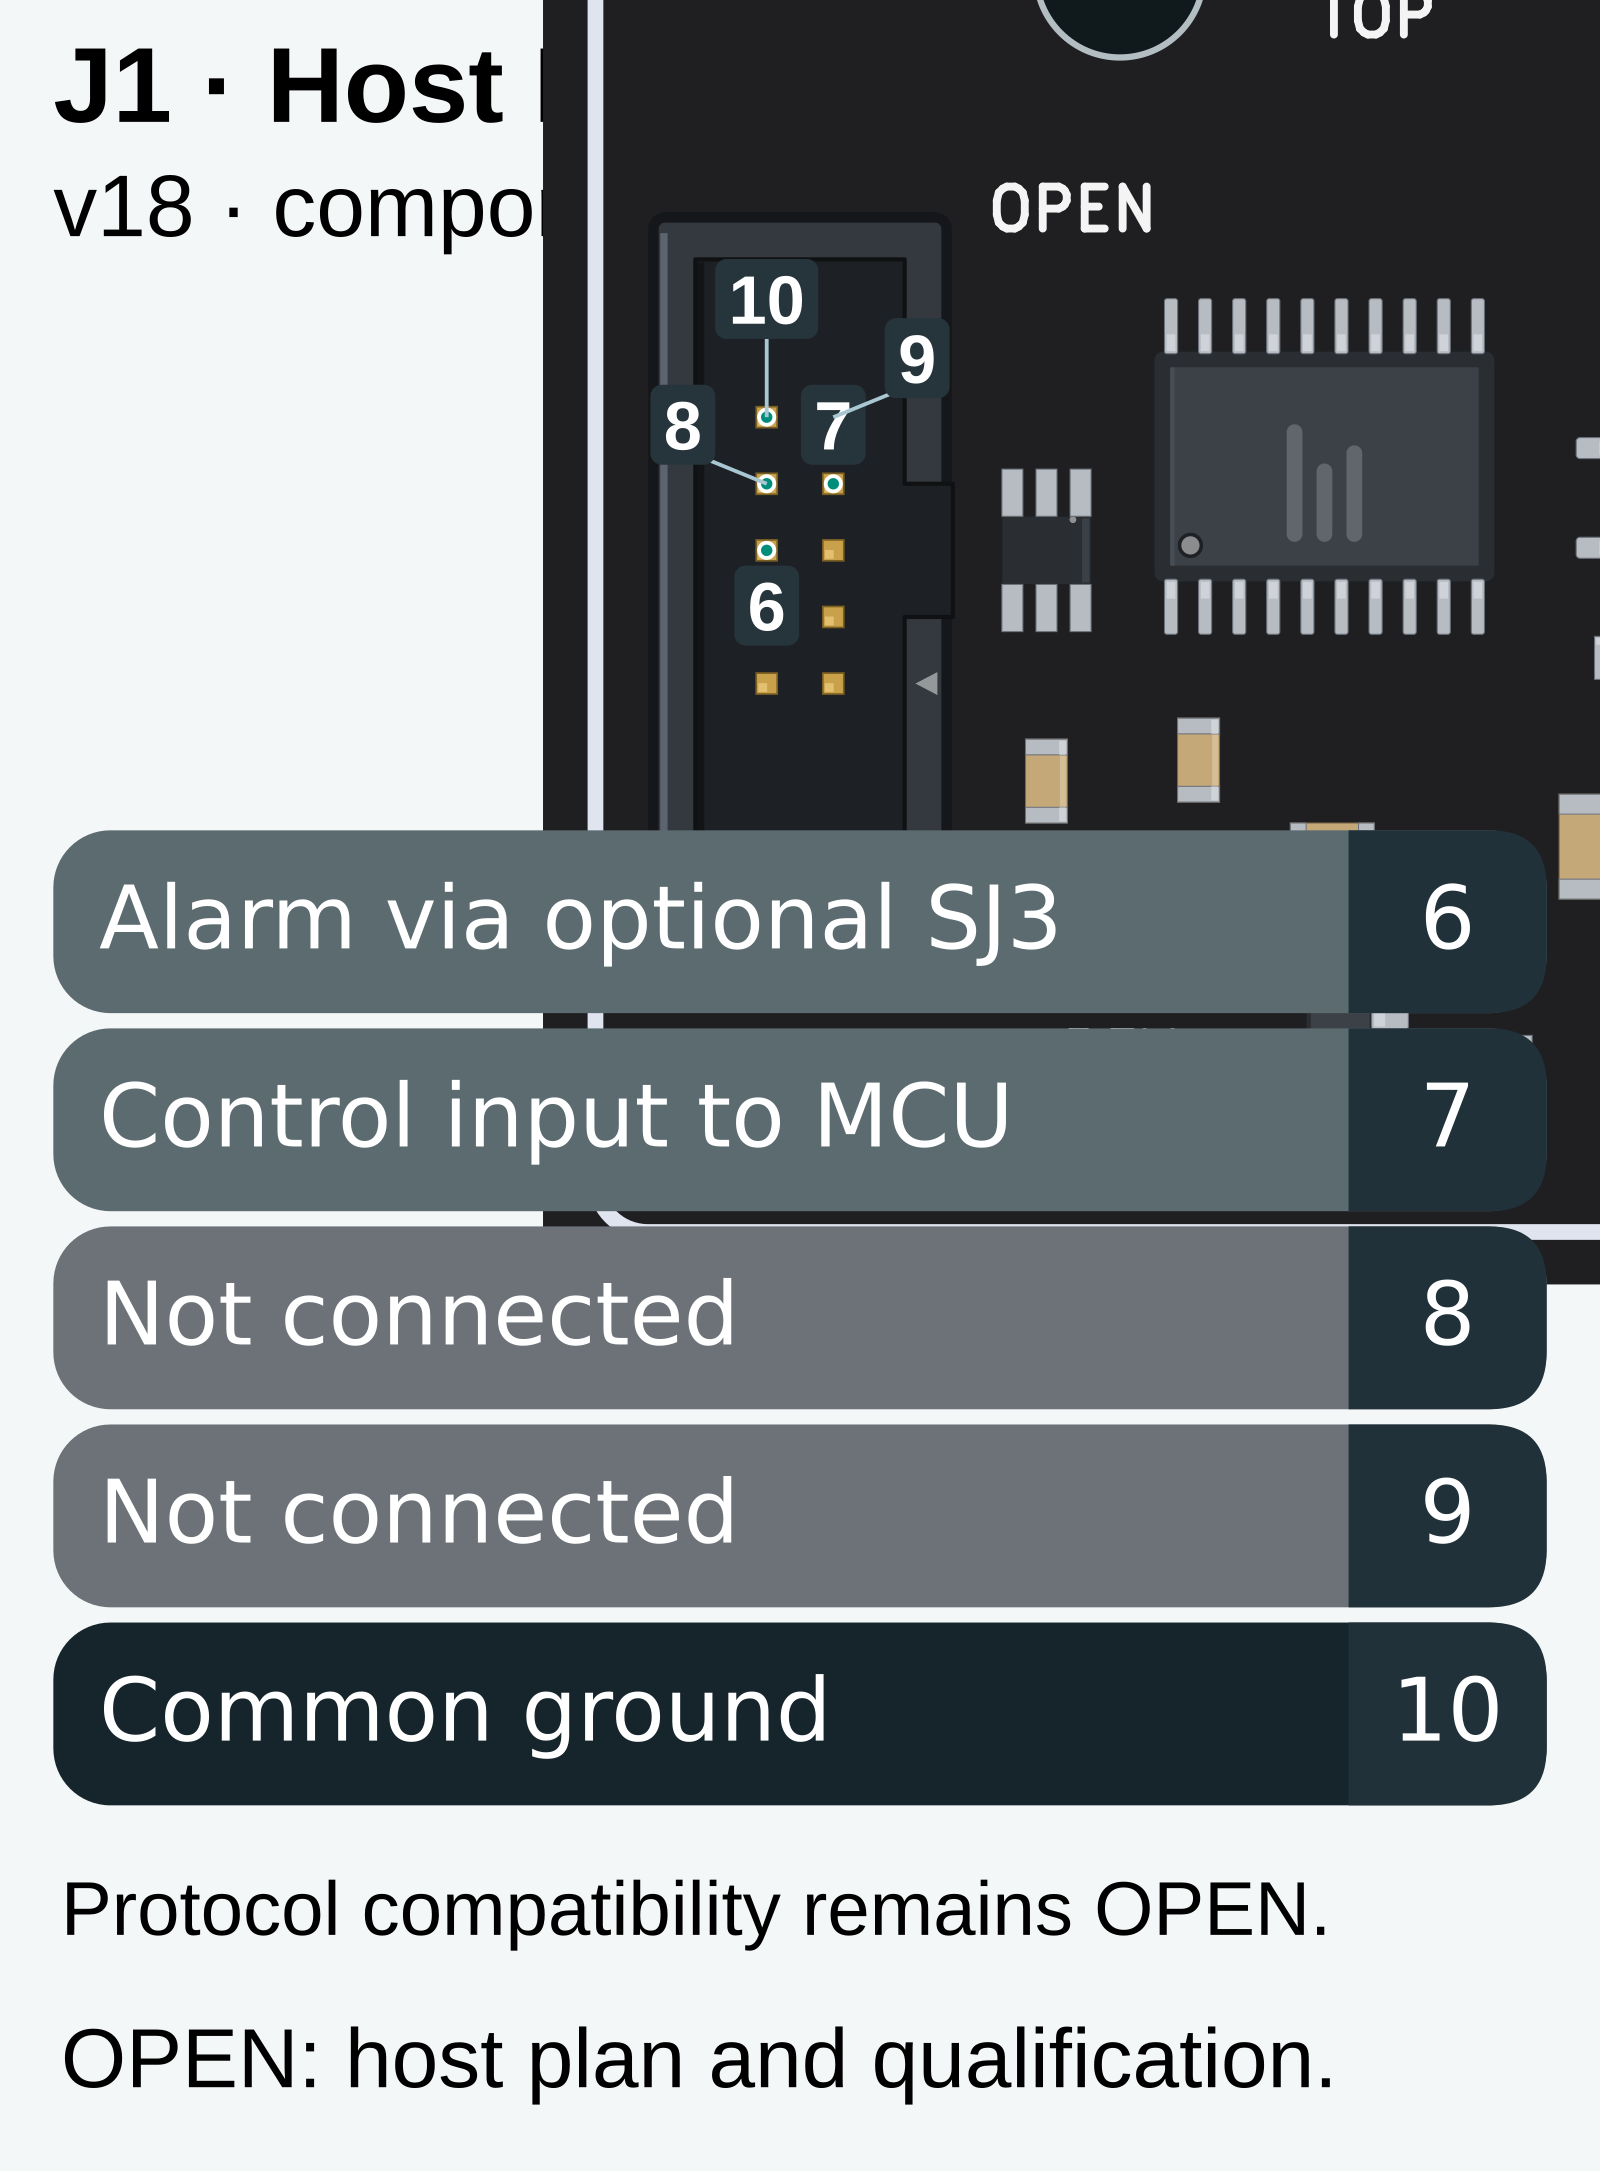 J1 · Host
TOP
v18 ·
OPEN
10
9
8
7
6
Alarm via optional SJ3 6
Control input to MCU 7
Not connected 8
Not connected 9
Common ground 10
Protocol compatibility remains OPEN.
OPEN: host plan and qualification.